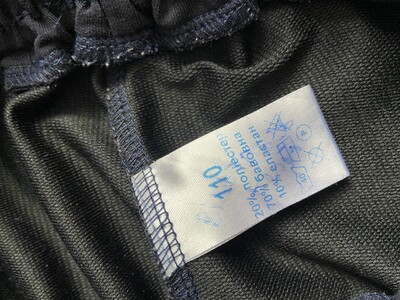 110
20% поліестер
70% бавовна
10% еластан